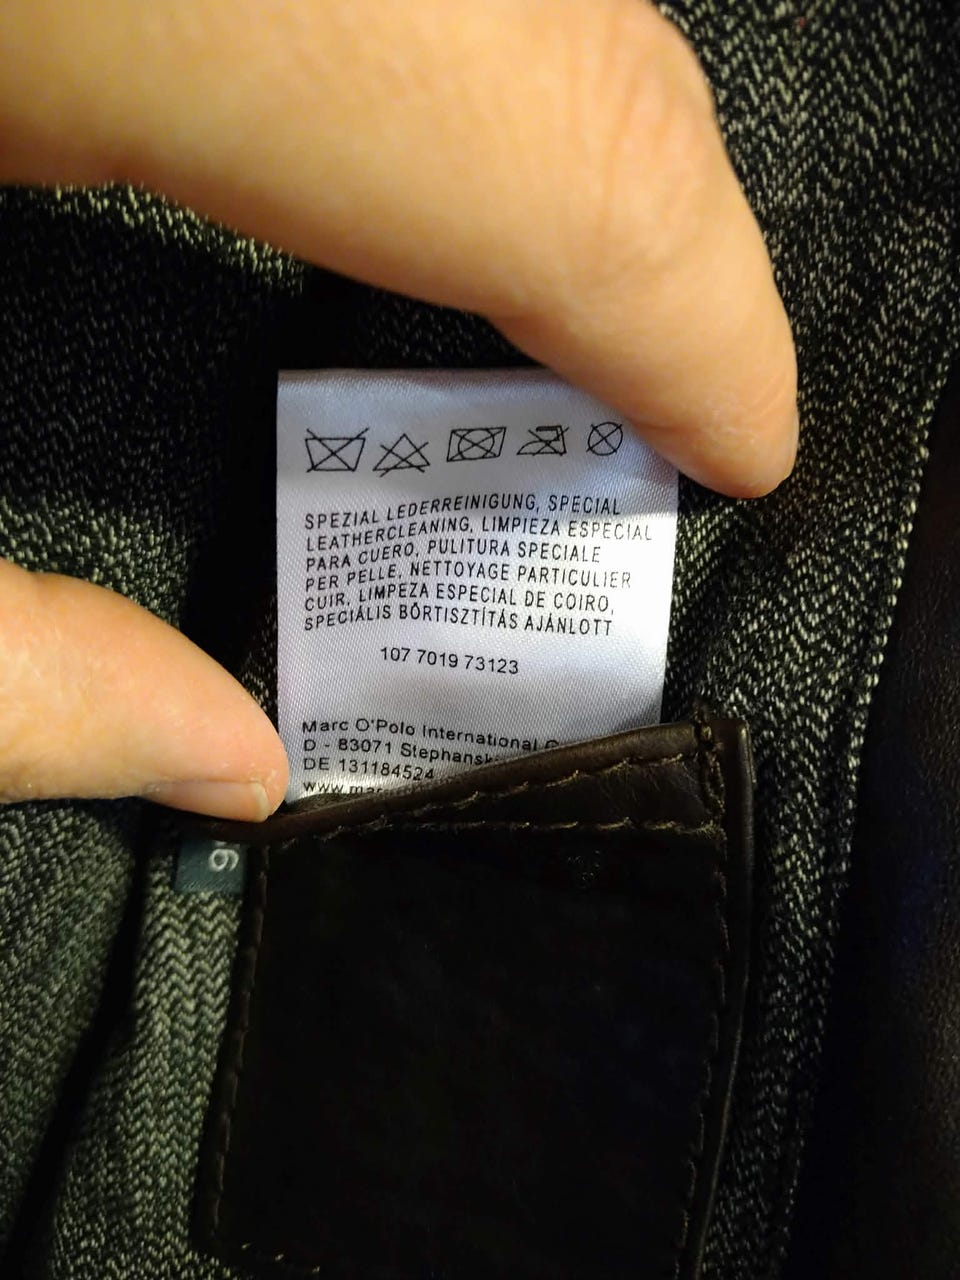 SPEZIAL LEDERREINIGUNG, SPECIAL
LEATHERCLEANING, LIMPIEZA ESPECIAL
PARA CUERO, PULITURA SPECIALE
PER PELLE, NETTOYAGE PARTICULIER
CUIR, LIMPEZA ESPECIAL DE COIRO,
SPECIÁLIS BÖRTISZTÍTÁS AJÁNLOTT
107 7019 73123
Marc O'Polo International
D - 83071
DE 131184524